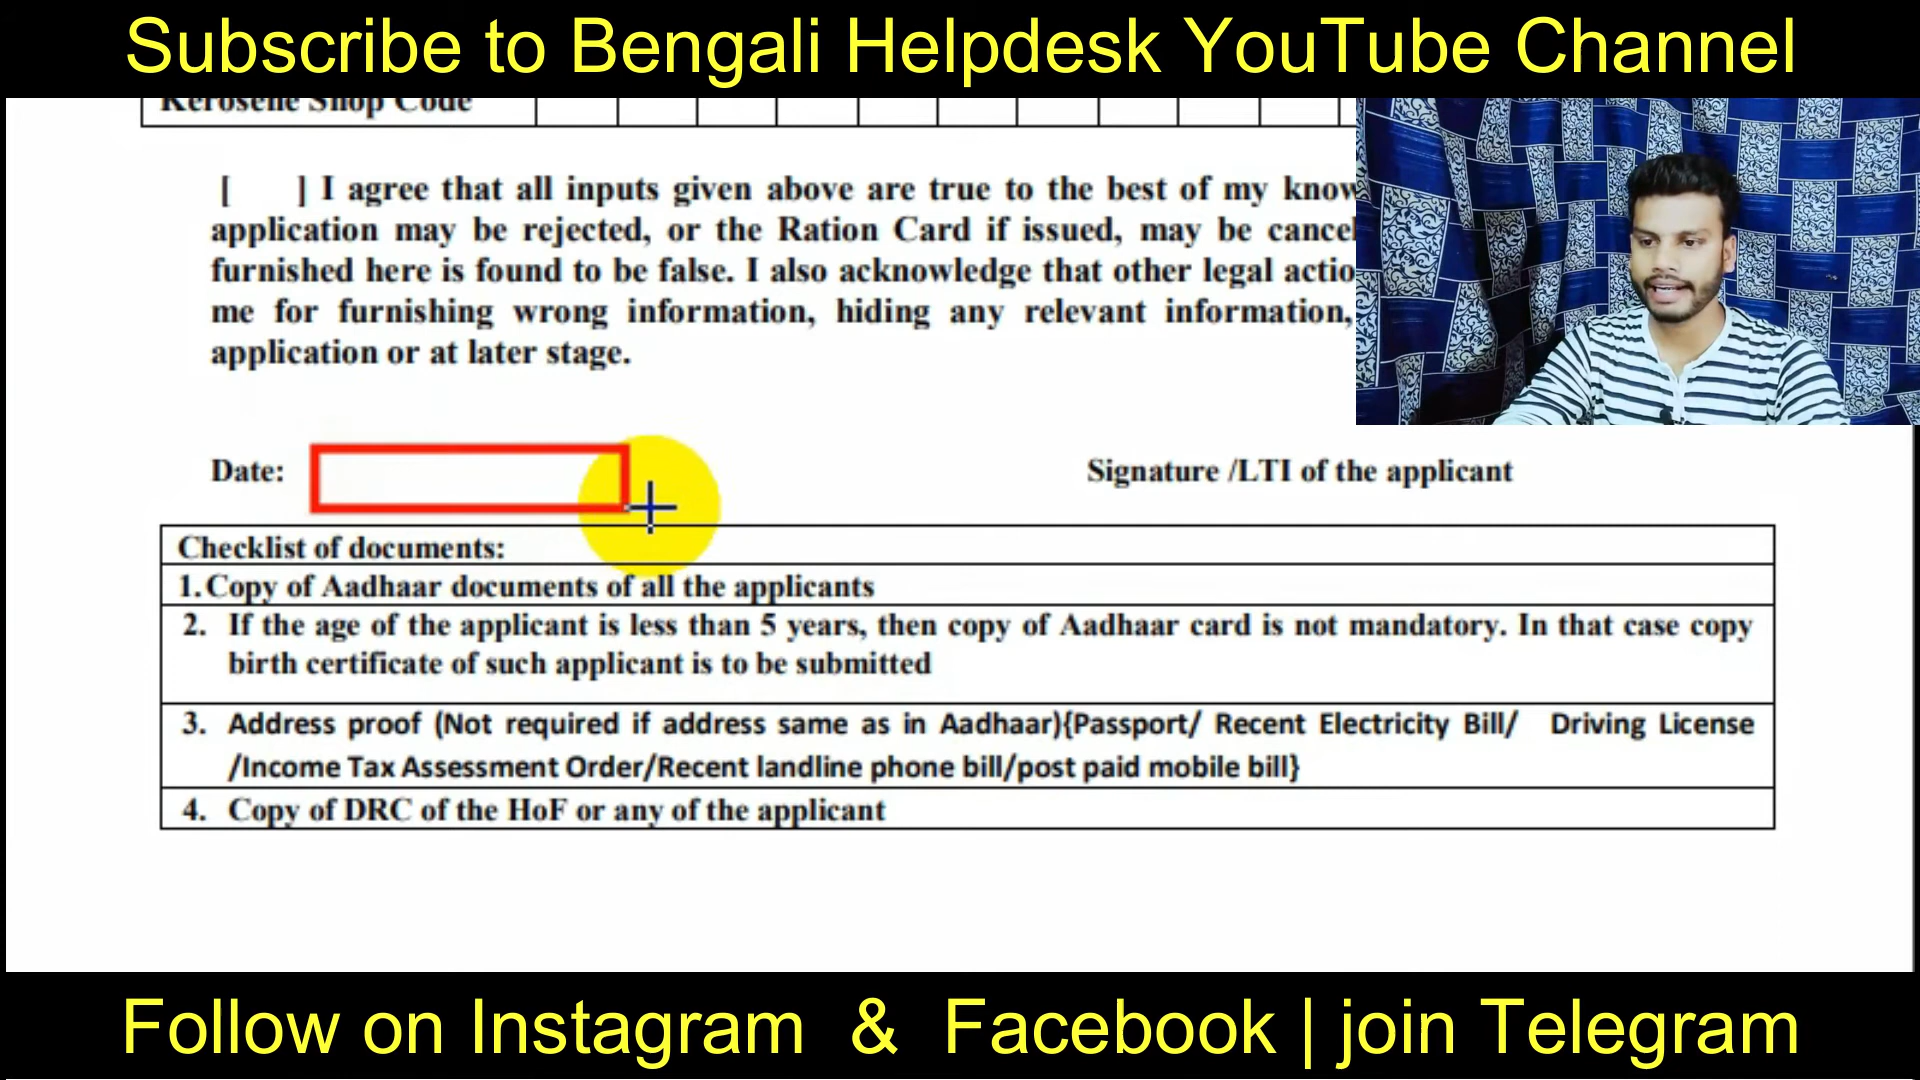 Subscribe to Bengali Helpdesk YouTube Channel
Kerosene Shop Code
[ ] I agree that all inputs given above are true to the best of my know
application may be rejected, or the Ration Card if issued, may be cancel
furnished here is found to be false. I also acknowledge that other legal actio
me for furnishing wrong information, hiding any relevant information,
application or at later stage.
Date:
Signature /LTI of the applicant
Checklist of documents:
1. Copy of Aadhaar documents of all the applicants
2. If the age of the applicant is less than 5 years, then copy of Aadhaar card is not mandatory. In that case copy
birth certificate of such applicant is to be submitted
3. Address proof (Not required if address same as in Aadhaar){Passport/ Recent Electricity Bill/ Driving License
/Income Tax Assessment Order/Recent landline phone bill/post paid mobile bill}
4. Copy of DRC of the HoF or any of the applicant
Follow on Instagram & Facebook | join Telegram